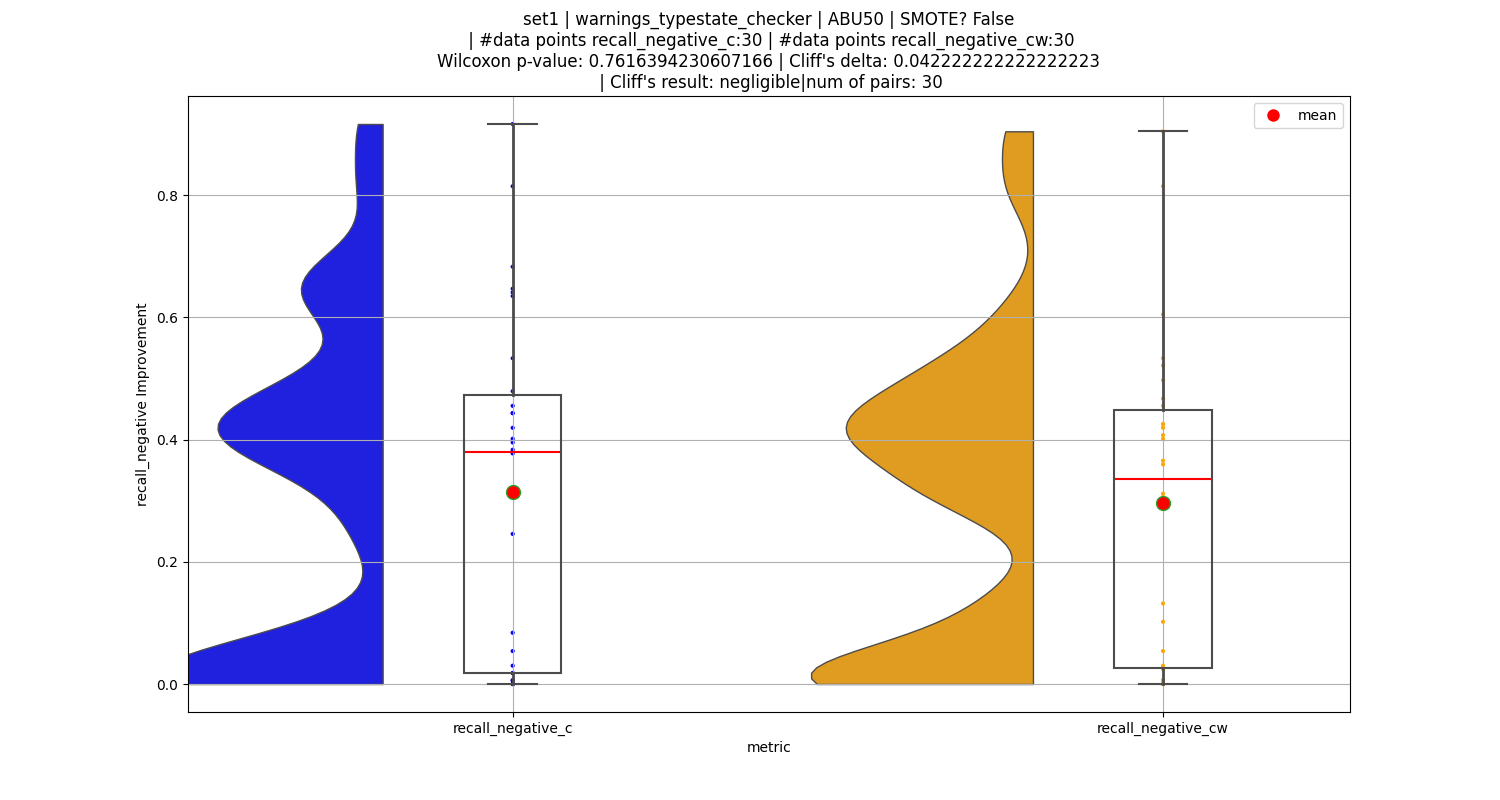 set1 | warnings_typestate_checker | ABU50 | SMOTE? False
| #data points recall_negative_c:30 | #data points recall_negative_cw:30
Wilcoxon p-value: 0.7616394230607166 | Cliff's delta: 0.042222222222222223
| Cliff's result: negligible|num of pairs: 30
mean
0.8
0.6
0.4
0.2
0.0
recall_negative Improvement
recall_negative_c
recall_negative_cw
metric